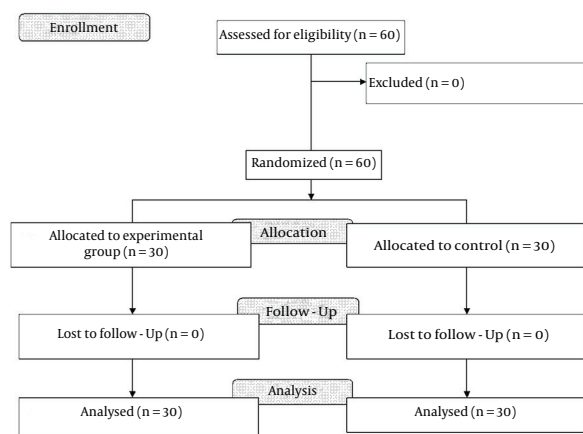 Enrollment
Assessed for eligibility (n = 60)
Excluded (n = 0)
Randomized (n = 60)
Allocated to experimental
group (n = 30)
Allocation
Allocated to control (n = 30)
Follow - Up
Lost to follow - Up (n = 0)
Lost to follow - Up (n = 0)
Analysis
Analysed (n = 30)
Analysed (n = 30)